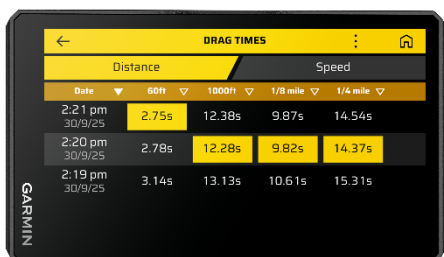 DRAG TIMES
Distance Speed
Date 60ft 1000ft 1/8 mile 1/4 mile
2:21 pm 2.75s 12.38s 9.87s 14.54s
30/9/25
2:20 pm 2.78s 12.28s 9.82s 14.37s
30/9/25
2:19 pm 3.14s 13.13s 10.61s 15.31s
30/9/25
GARMIN